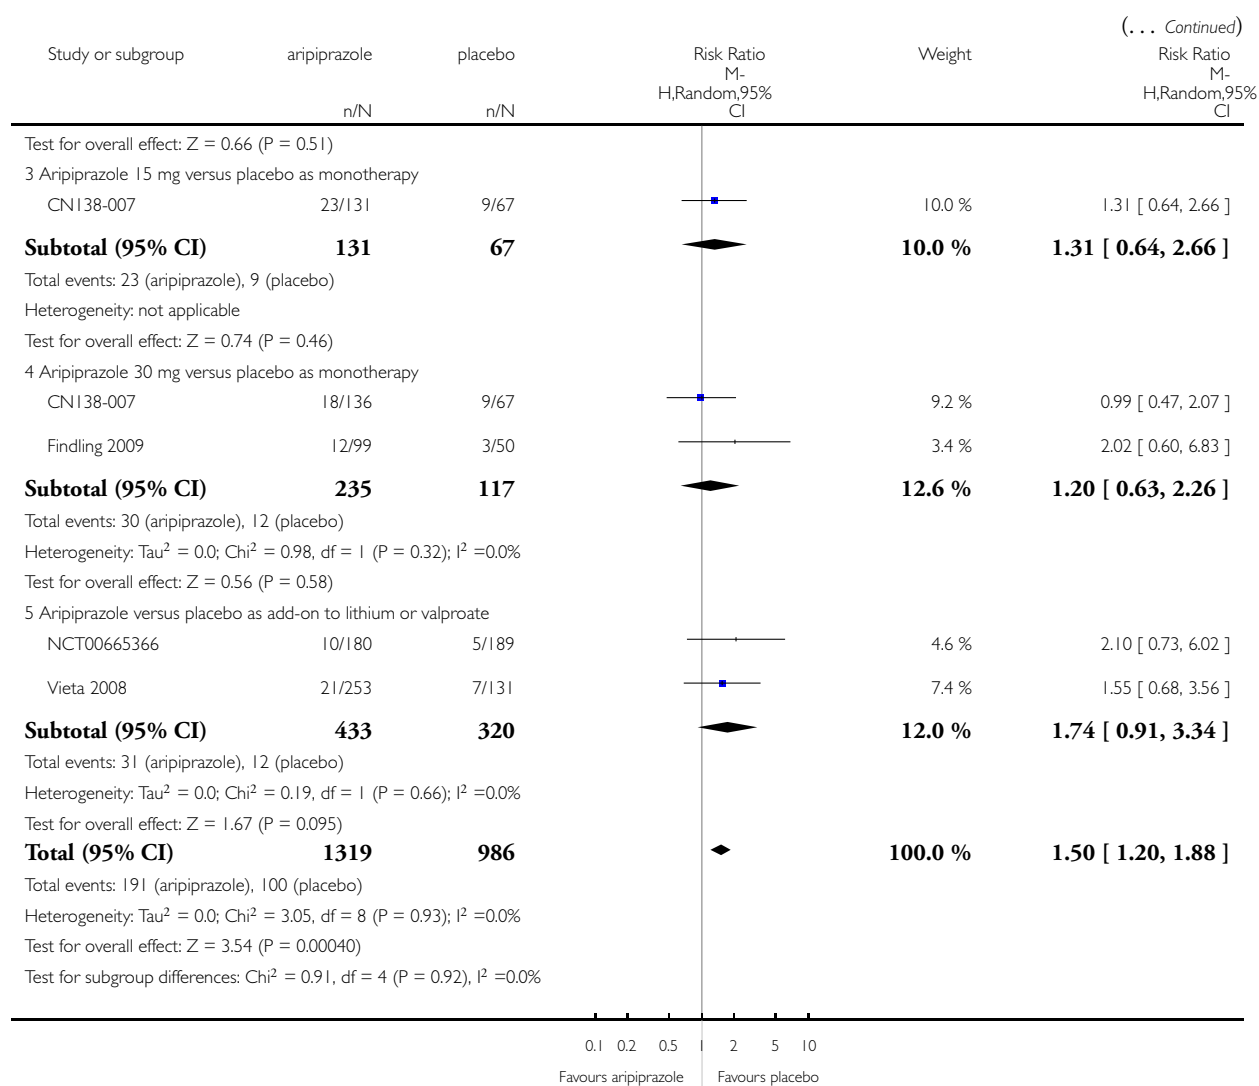 (... Continued)
Study or subgroup aripiprazole placebo Risk Ratio Weight Risk Ratio
M- M-
H,Random,95% H,Random,95%
n/N n/N CI CI
Test for overall effect: Z = 0.66 (P = 0.51)
3 Aripiprazole 15 mg versus placebo as monotherapy
CN138-007 23/131 9/67 10.0 % 1.31 [ 0.64, 2.66 ]
Subtotal (95% CI) 131 67 10.0 % 1.31 [ 0.64, 2.66 ]
Total events: 23 (aripiprazole), 9 (placebo)
Heterogeneity: not applicable
Test for overall effect: Z = 0.74 (P = 0.46)
4 Aripiprazole 30 mg versus placebo as monotherapy
CN138-007 18/136 9/67 9.2 % 0.99 [ 0.47, 2.07 ]
Findling 2009 12/99 3/50 3.4 % 2.02 [ 0.60, 6.83 ]
Subtotal (95% CI) 235 117 12.6 % 1.20 [ 0.63, 2.26 ]
Total events: 30 (aripiprazole), 12 (placebo)
Heterogeneity: Tau² = 0.0; Chi² = 0.98, df = 1 (P = 0.32); I² =0.0%
Test for overall effect: Z = 0.56 (P = 0.58)
5 Aripiprazole versus placebo as add-on to lithium or valproate
NCT00665366 10/180 5/189 4.6 % 2.10 [ 0.73, 6.02 ]
Vieta 2008 21/253 7/131 7.4 % 1.55 [ 0.68, 3.56 ]
Subtotal (95% CI) 433 320 12.0 % 1.74 [ 0.91, 3.34 ]
Total events: 31 (aripiprazole), 12 (placebo)
Heterogeneity: Tau² = 0.0; Chi² = 0.19, df = 1 (P = 0.66); I² =0.0%
Test for overall effect: Z = 1.67 (P = 0.095)
Total (95% CI) 1319 986 100.0 % 1.50 [ 1.20, 1.88 ]
Total events: 191 (aripiprazole), 100 (placebo)
Heterogeneity: Tau² = 0.0; Chi² = 3.05, df = 8 (P = 0.93); I² =0.0%
Test for overall effect: Z = 3.54 (P = 0.00040)
Test for subgroup differences: Chi² = 0.91, df = 4 (P = 0.92), I² =0.0%
0.1 0.2 0.5 1 2 5 10
Favours aripiprazole Favours placebo